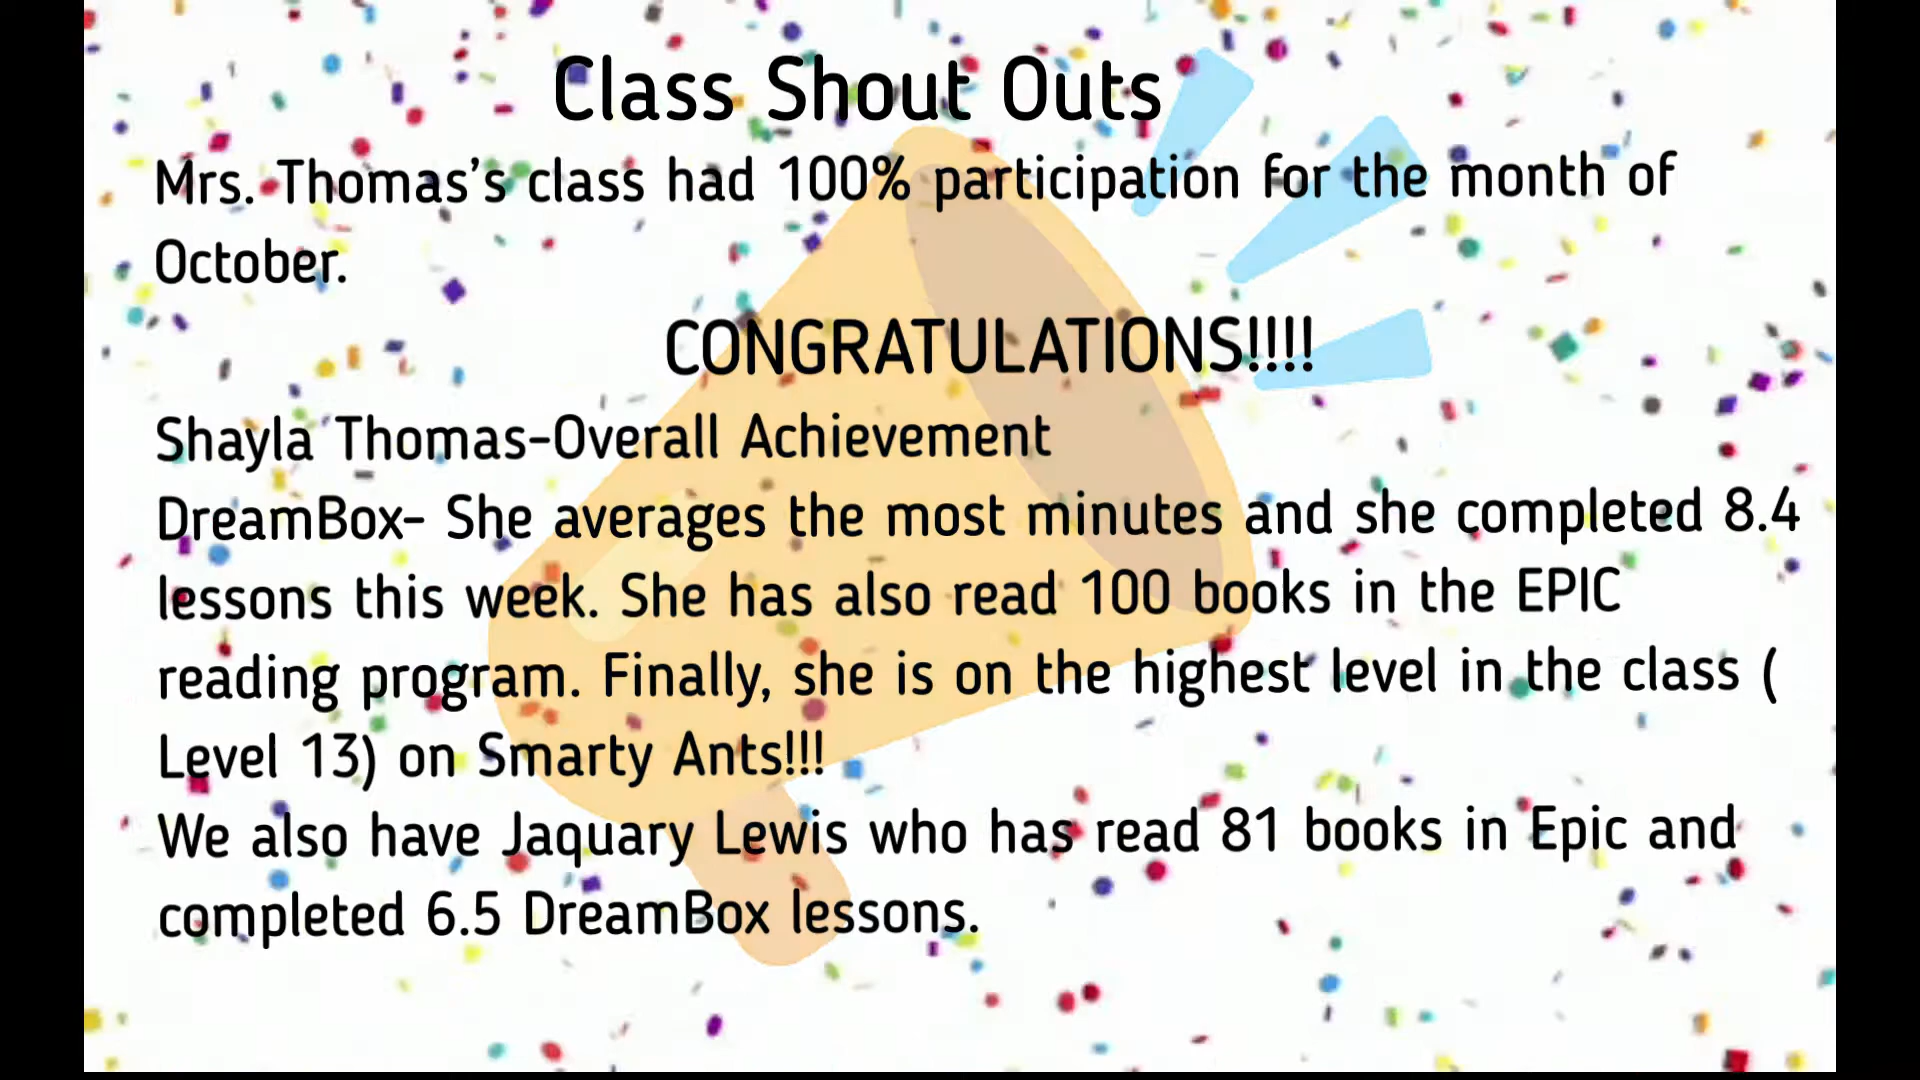 Class Shout Outs
Mrs. Thomas's class had 100% participation for the month of
October.
CONGRATULATIONS!!!!
Shayla Thomas-Overall Achievement
DreamBox- She averages the most minutes and she completed 8.4
lessons this week. She has also read 100 books in the EPIC
reading program. Finally, she is on the highest level in the class (
Level 13) on Smarty Ants!!!
We also have Jaquary Lewis who has read 81 books in Epic and
completed 6.5 DreamBox lessons.